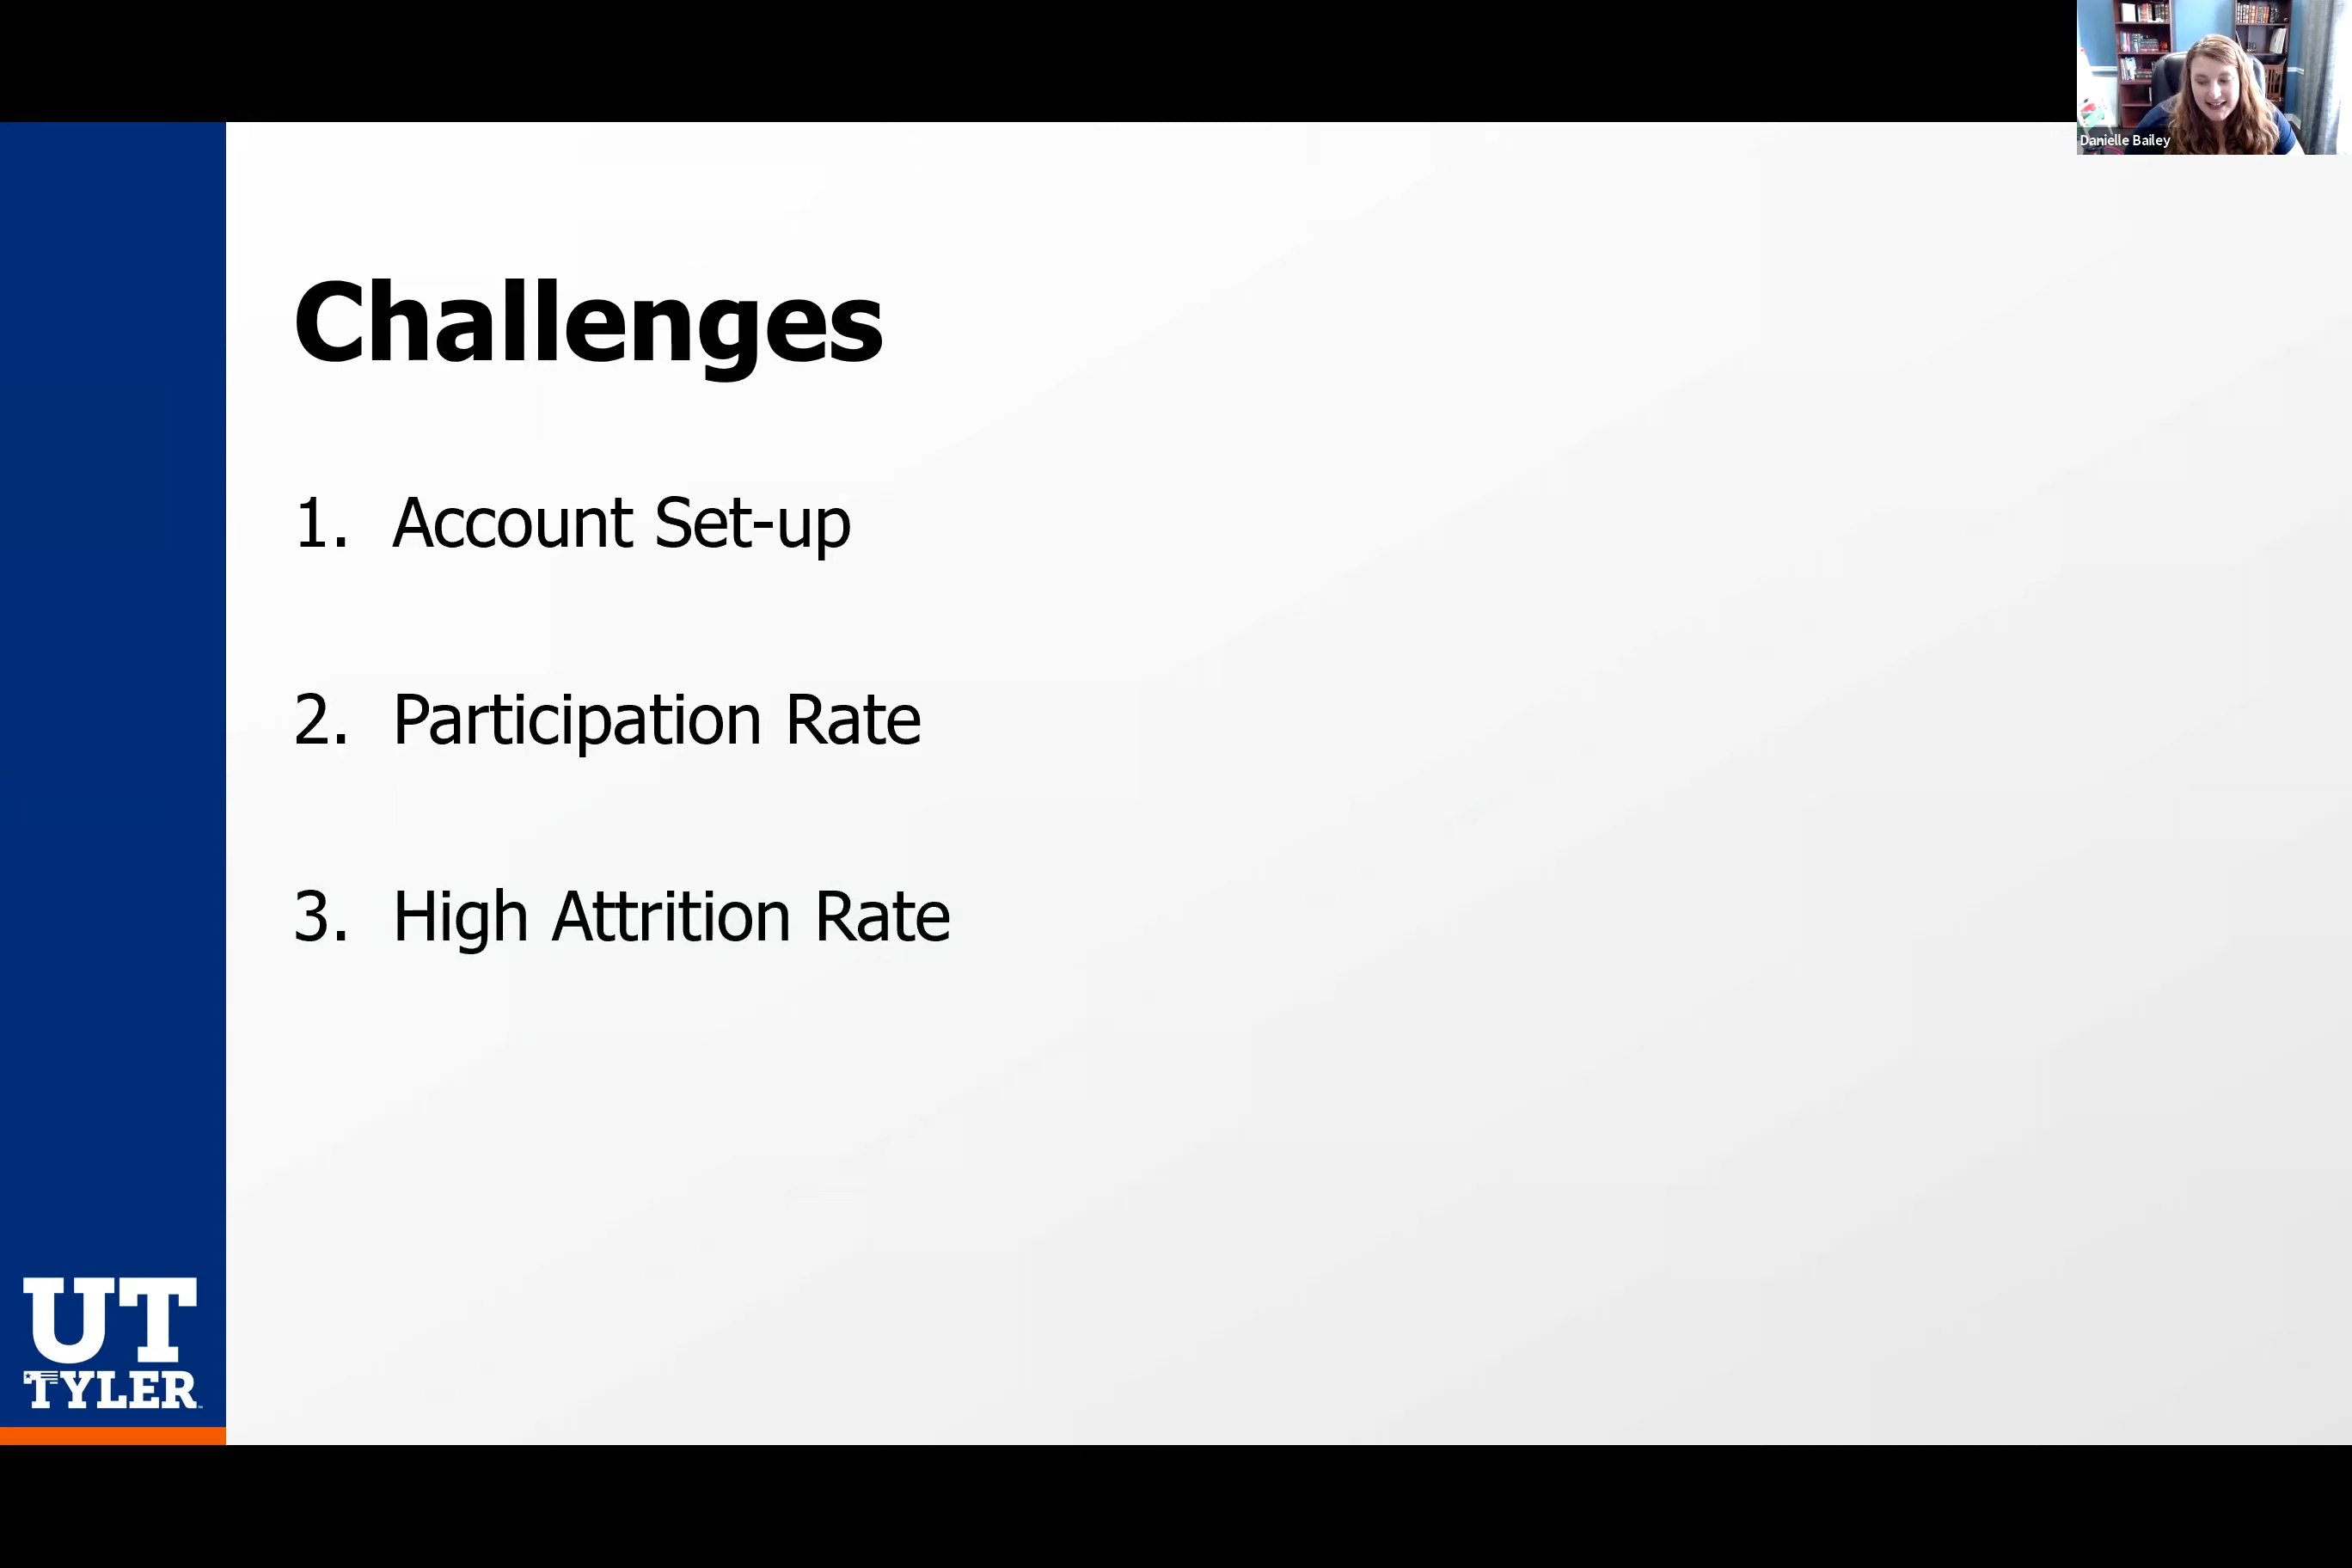 Danielle Bailey
Challenges
1. Account Set-up
2. Participation Rate
3. High Attrition Rate
UT
TYLER